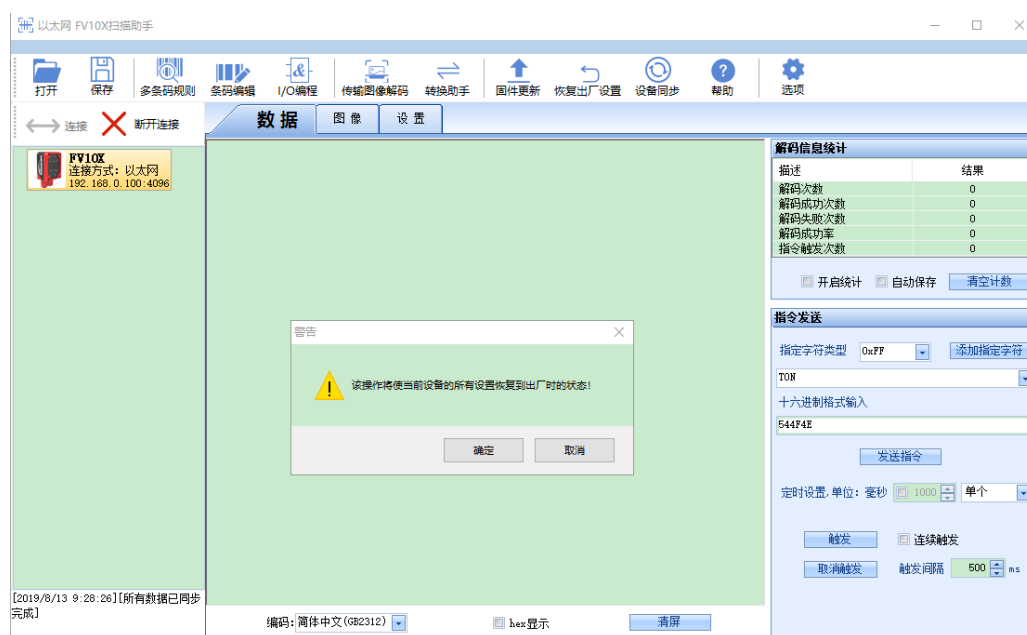 以太网 FV10X扫描助手
打开 保存 多条码规则 条码编辑 I/O编程 传输图像解码 转换助手 固件更新 恢复出厂设置 设备同步 帮助 选项
连接 断开连接
数据 图像 设置
FV10X
连接方式: 以太网
192.168.0.100:4096
解码信息统计
描述 结果
解码次数 0
解码成功次数 0
解码失败次数 0
解码成功率 0
指令触发次数 0
开启统计 自动保存 清空计数
警告
该操作将使当前设备的所有设置恢复到出厂时的状态!
确定 取消
指令发送
指定字符类型 0xFF 添加指定字符
TON
十六进制格式输入
544F4E
发送指令
定时设置,单位: 毫秒 1000 单个
触发 连续触发
取消触发 触发间隔 500 ms
[2019/8/13 9:28:26][所有数据已同步
完成]
编码: 简体中文(GB2312) hex显示 清屏